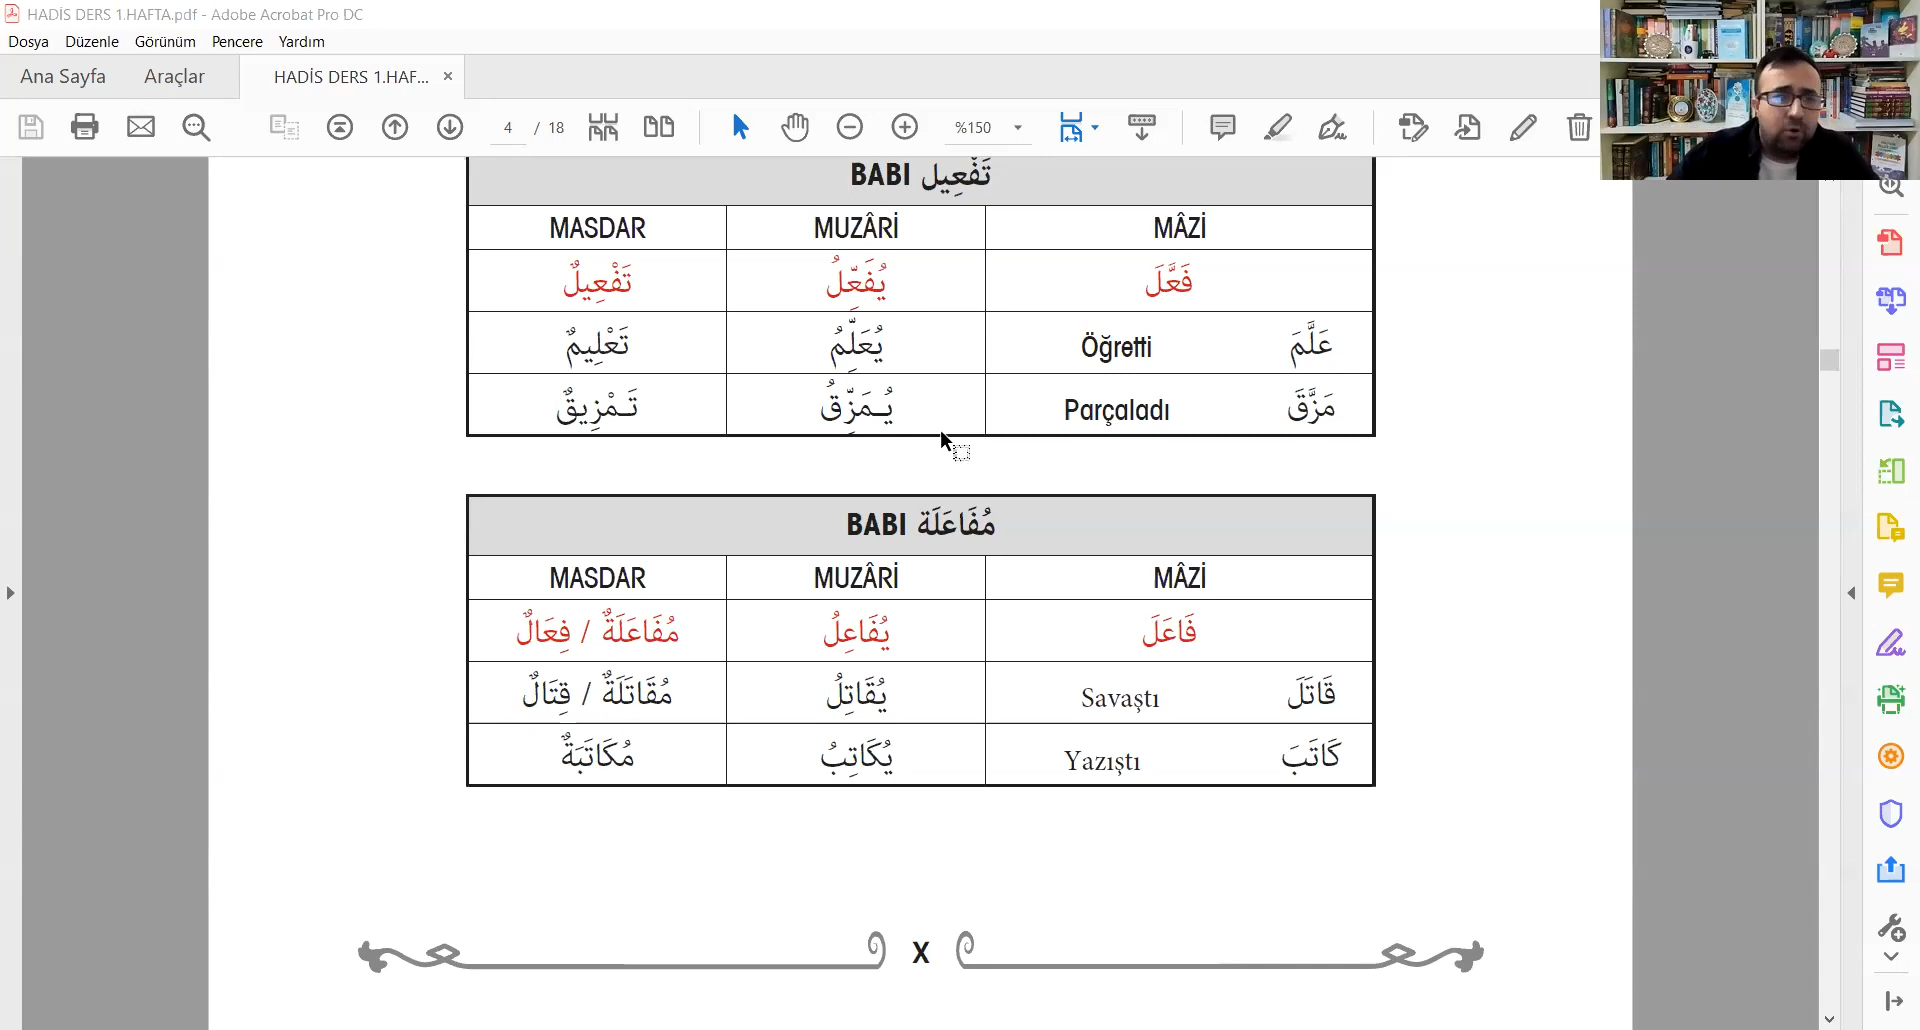 HADİS DERS 1.HAFTA.pdf - Adobe Acrobat Pro DC
Dosya Düzenle Görünüm Pencere Yardım
Ana Sayfa Araçlar HADİS DERS 1.HAF... ×
4 / 18 %150
تَفْعِيل BABI
MASDAR MUZÂRİ MÂZİ
تَفْعِيلٌ يُفَعِّلُ فَعَّلَ
تَعْلِيمٌ يُعَلِّمُ Öğretti عَلَّمَ
تَـمْزِيقٌ يُـمَزِّقُ Parçaladı مَزَّقَ
مُفَاعَلَة BABI
MASDAR MUZÂRİ MÂZİ
مُفَاعَلَةٌ / فِعَالٌ يُفَاعِلُ فَاعَلَ
مُقَاتَلَةٌ / قِتَالٌ يُقَاتِلُ Savaştı قَاتَلَ
مُكَاتَبَةٌ يُكَاتِبُ Yazıştı كَاتَبَ
X